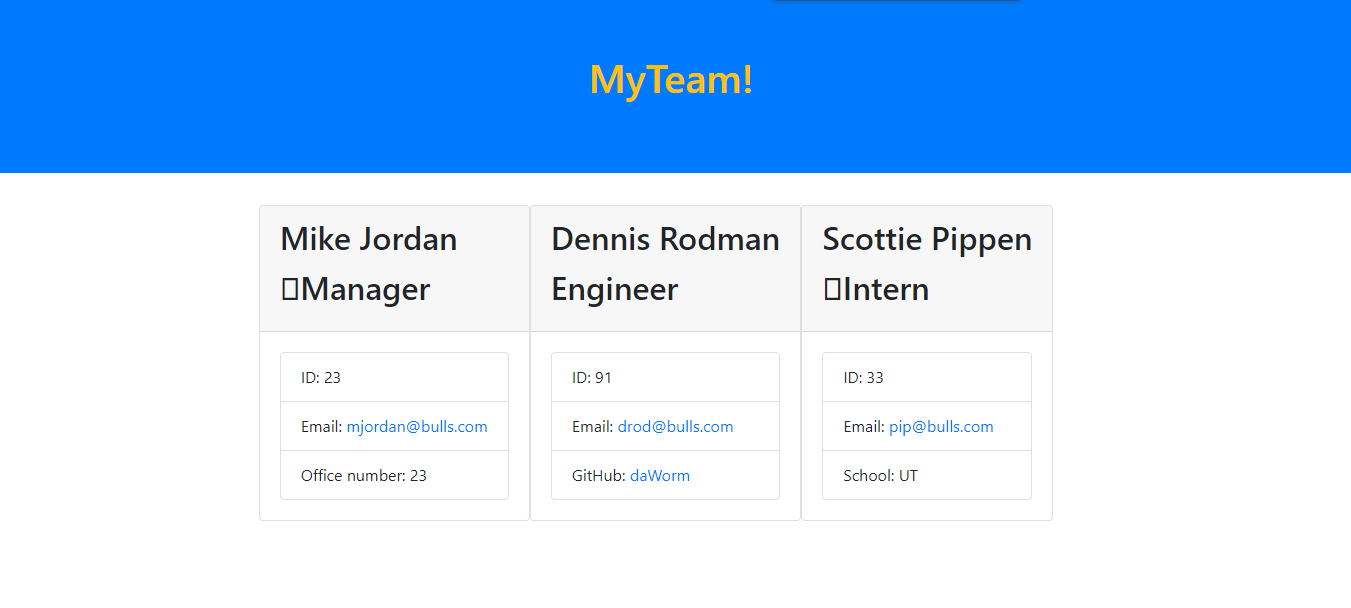 MyTeam!
Mike Jordan
Manager
ID: 23
Email: mjordan@bulls.com
Office number: 23
Dennis Rodman
Engineer
ID: 91
Email: drod@bulls.com
GitHub: daWorm
Scottie Pippen
Intern
ID: 33
Email: pip@bulls.com
School: UT